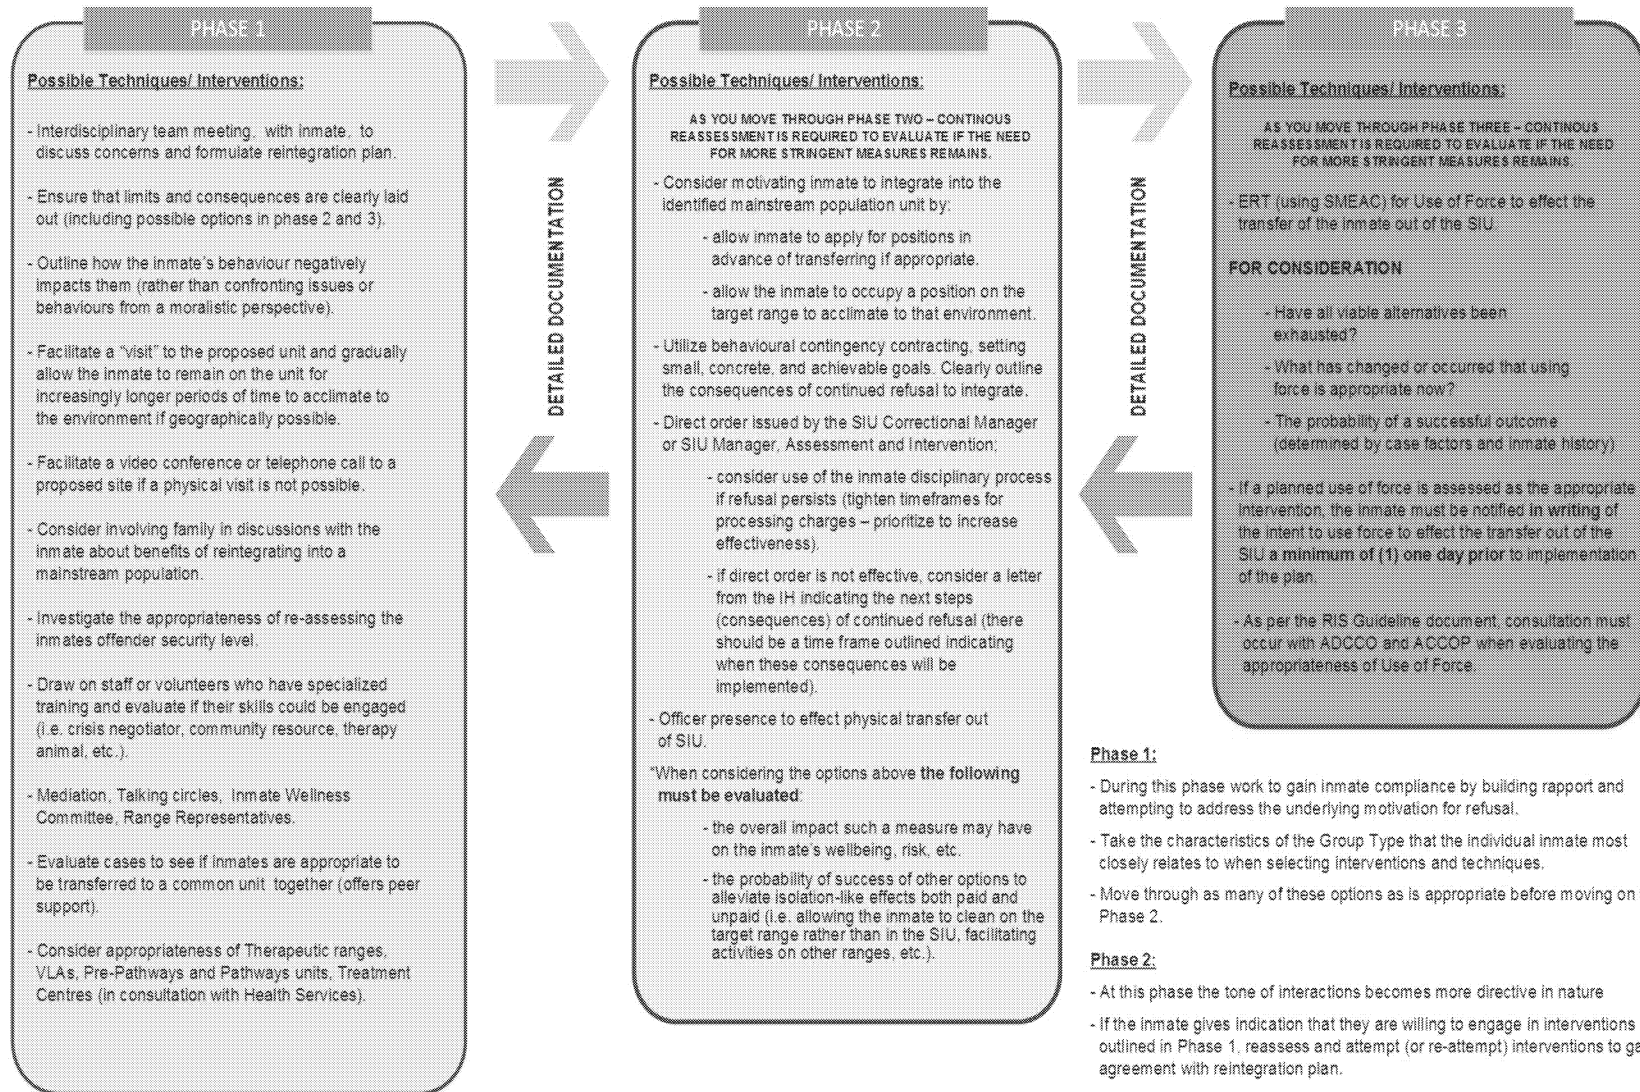 PHASE 1
Possible Techniques/ Interventions:
- Interdisciplinary team meeting, with inmate, to
discuss concerns and formulate reintegration plan.
- Ensure that limits and consequences are clearly laid
out (including possible options in phase 2 and 3).
- Outline how the inmate's behaviour negatively
impacts them (rather than confronting issues or
behaviours from a moralistic perspective).
- Facilitate a "visit" to the proposed unit and gradually
allow the inmate to remain on the unit for
increasingly longer periods of time to acclimate to
the environment if geographically possible.
- Facilitate a video conference or telephone call to a
proposed site if a physical visit is not possible.
- Consider involving family in discussions with the
inmate about benefits of reintegrating into a
mainstream population.
- Investigate the appropriateness of re-assessing the
inmates offender security level.
- Draw on staff or volunteers who have specialized
training and evaluate if their skills could be engaged
(i.e. crisis negotiator, community resource, therapy
animal, etc.).
- Mediation, Talking circles, Inmate Wellness
Committee, Range Representatives.
- Evaluate cases to see if inmates are appropriate to
be transferred to a common unit together (offers peer
support).
- Consider appropriateness of Therapeutic ranges,
VLAs, Pre-Pathways and Pathways units, Treatment
Centres (in consultation with Health Services).
DETAILED DOCUMENTATION
PHASE 2
Possible Techniques/ Interventions:
AS YOU MOVE THROUGH PHASE TWO – CONTINOUS
REASSESSMENT IS REQUIRED TO EVALUATE IF THE NEED
FOR MORE STRINGENT MEASURES REMAINS.
- Consider motivating inmate to integrate into the
identified mainstream population unit by:
- allow inmate to apply for positions in
advance of transferring if appropriate.
- allow the inmate to occupy a position on the
target range to acclimate to that environment.
- Utilize behavioural contingency contracting, setting
small, concrete, and achievable goals. Clearly outline
the consequences of continued refusal to integrate.
- Direct order issued by the SIU Correctional Manager
or SIU Manager, Assessment and Intervention;
- consider use of the inmate disciplinary process
if refusal persists (tighten timeframes for
processing charges – prioritize to increase
effectiveness).
- if direct order is not effective, consider a letter
from the IH indicating the next steps
(consequences) of continued refusal (there
should be a time frame outlined indicating
when these consequences will be
implemented).
- Officer presence to effect physical transfer out
of SIU.
*When considering the options above the following
must be evaluated:
- the overall impact such a measure may have
on the inmate's wellbeing, risk, etc.
- the probability of success of other options to
alleviate isolation-like effects both paid and
unpaid (i.e. allowing the inmate to clean on the
target range rather than in the SIU, facilitating
activities on other ranges, etc.).
DETAILED DOCUMENTATION
PHASE 3
Possible Techniques/ Interventions:
AS YOU MOVE THROUGH PHASE THREE – CONTINOUS
REASSESSMENT IS REQUIRED TO EVALUATE IF THE NEED
FOR MORE STRINGENT MEASURES REMAINS.
- ERT (using SMEAC) for Use of Force to effect the
transfer of the inmate out of the SIU.
FOR CONSIDERATION
- Have all viable alternatives been
exhausted?
- What has changed or occurred that using
force is appropriate now?
- The probability of a successful outcome
(determined by case factors and inmate history)
- If a planned use of force is assessed as the appropriate
intervention, the inmate must be notified in writing of
the intent to use force to effect the transfer out of the
SIU a minimum of (1) one day prior to implementation
of the plan.
- As per the RIS Guideline document, consultation must
occur with ADCCO and ACCOP when evaluating the
appropriateness of Use of Force.
Phase 1:
- During this phase work to gain inmate compliance by building rapport and
attempting to address the underlying motivation for refusal.
- Take the characteristics of the Group Type that the individual inmate most
closely relates to when selecting interventions and techniques.
- Move through as many of these options as is appropriate before moving on
Phase 2.
Phase 2:
- At this phase the tone of interactions becomes more directive in nature
- If the inmate gives indication that they are willing to engage in interventions
outlined in Phase 1, reassess and attempt (or re-attempt) interventions to
agreement with reintegration plan.